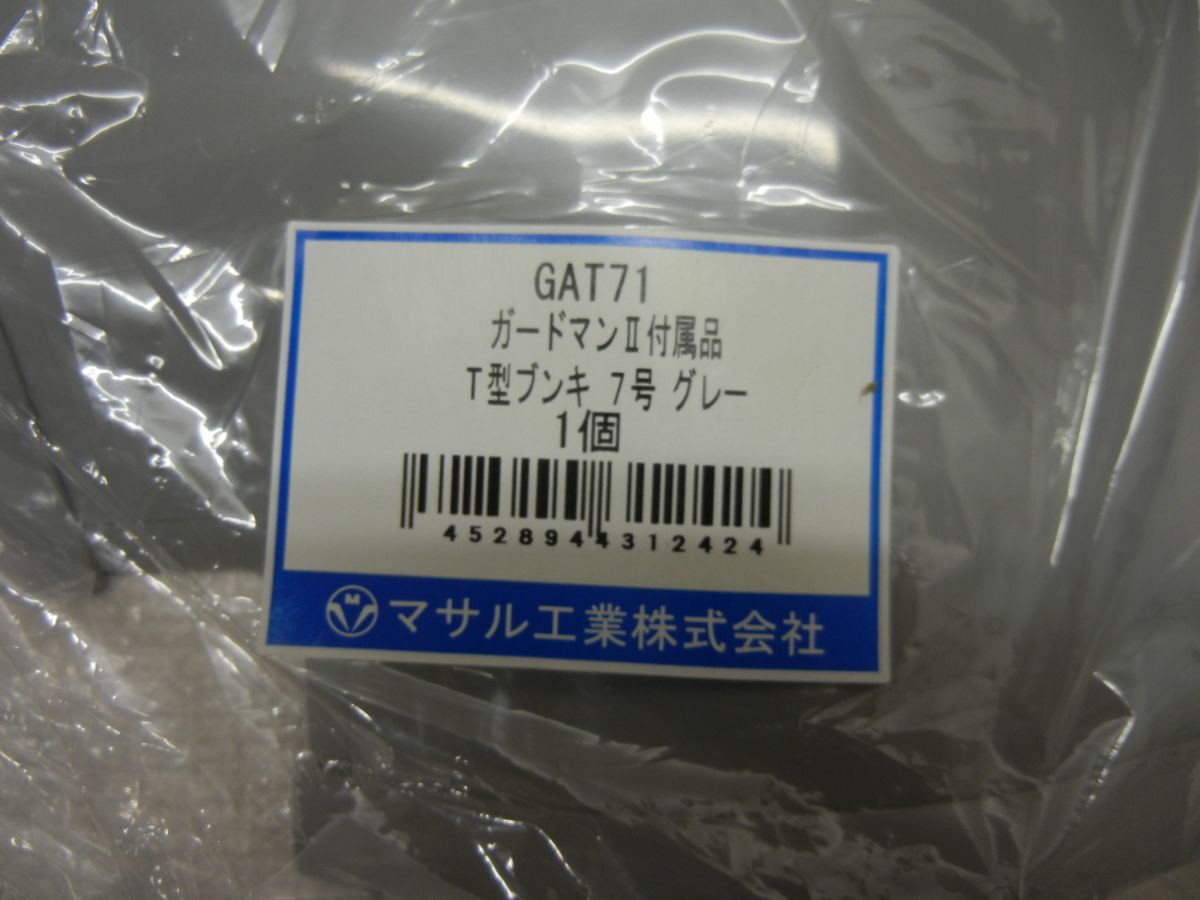 GAT71
ガードマンⅡ付属品
T型ブンキ 7号 グレー
1個
4528944312424
M マサル工業株式会社